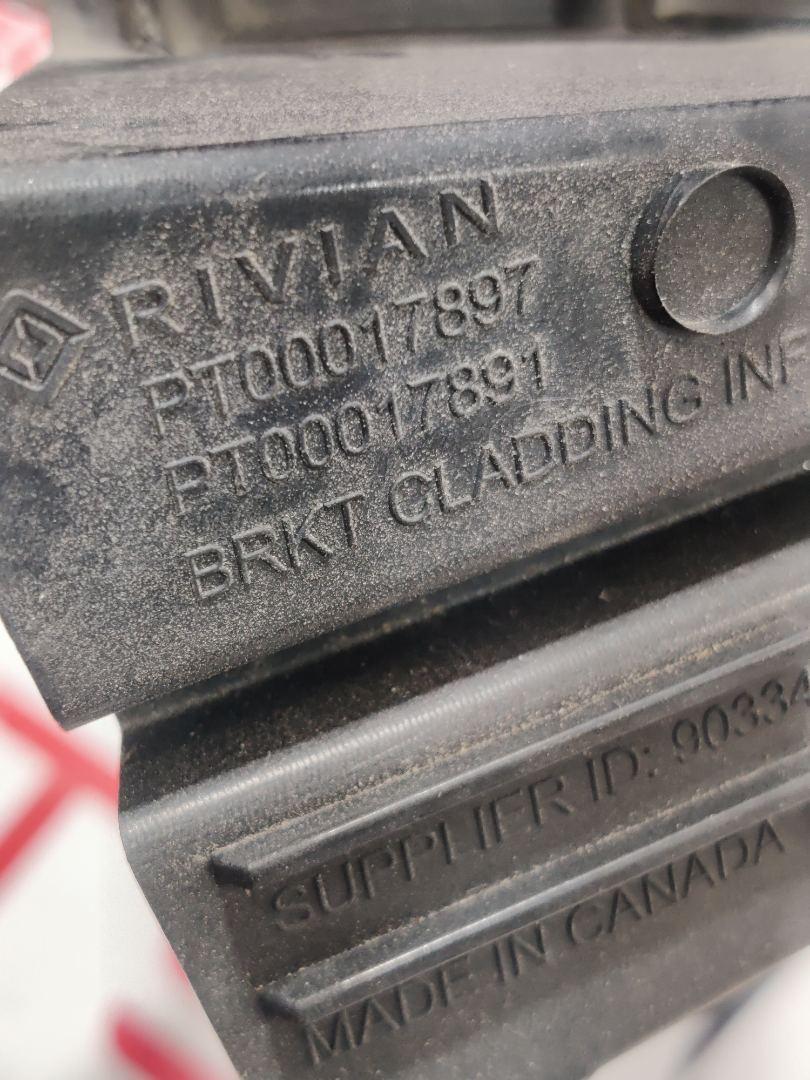 RIVIAN
PT00017897
PT00017891
BRKT CLADDING INF
SUPPLIER ID: 90334
MADE IN CANADA